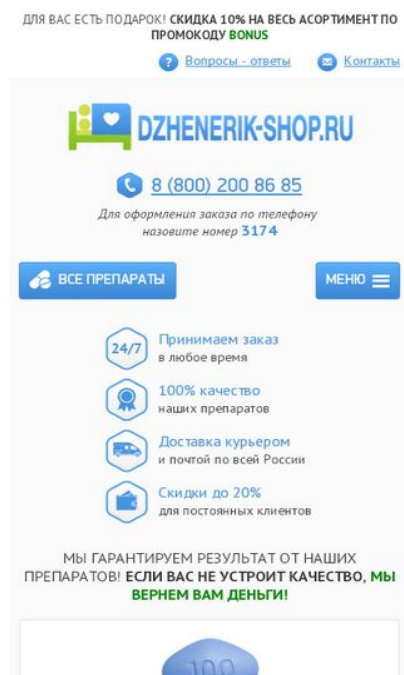 ДЛЯ ВАС ЕСТЬ ПОДАРОК! СКИДКА 10% НА ВЕСЬ АСОРТИМЕНТ ПО
ПРОМОКОДУ BONUS
Вопросы - ответы Контакты
DZHENERIK-SHOP.RU
8 (800) 200 86 85
Для оформления заказа по телефону
назовите номер 3174
ВСЕ ПРЕПАРАТЫ МЕНЮ
24/7 Принимаем заказ
в любое время
100% качество
наших препаратов
Доставка курьером
и почтой по всей России
Скидки до 20%
для постоянных клиентов
МЫ ГАРАНТИРУЕМ РЕЗУЛЬТАТ ОТ НАШИХ
ПРЕПАРАТОВ! ЕСЛИ ВАС НЕ УСТРОИТ КАЧЕСТВО, МЫ
ВЕРНЕМ ВАМ ДЕНЬГИ!
100